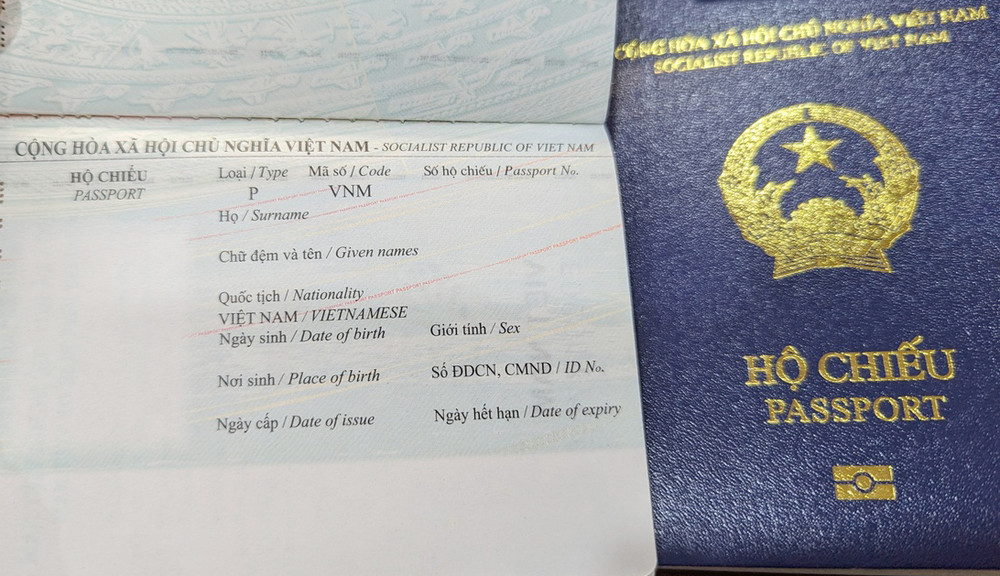 CỘNG HÒA XÃ HỘI CHỦ NGHĨA VIỆT NAM - SOCIALIST REPUBLIC OF VIET NAM
HỘ CHIẾU
PASSPORT
Loại / Type Mã số / Code Số hộ chiếu / Passport No.
P VNM
Họ / Surname
Chữ đệm và tên / Given names
Quốc tịch / Nationality
VIỆT NAM / VIETNAMESE
Ngày sinh / Date of birth Giới tính / Sex
Nơi sinh / Place of birth Số ĐDCN, CMND / ID No.
Ngày cấp / Date of issue Ngày hết hạn / Date of expiry
CỘNG HÒA XÃ HỘI CHỦ NGHĨA VIỆT NAM
SOCIALIST REPUBLIC OF VIET NAM
HỘ CHIẾU
PASSPORT